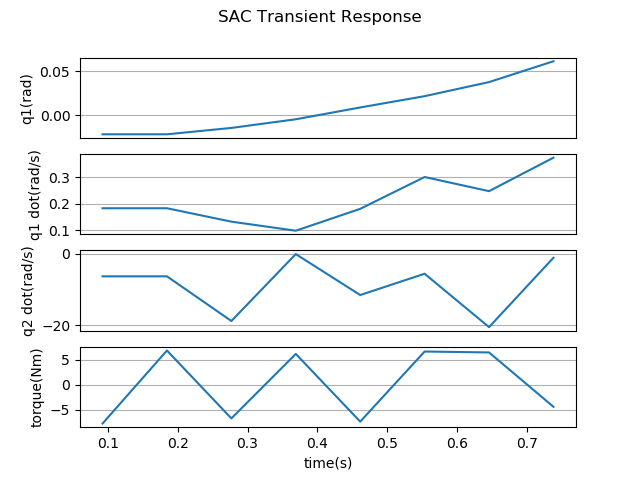 SAC Transient Response
q1(rad)
0.05
0.00
q1 dot(rad/s)
0.3
0.2
0.1
q2 dot(rad/s)
0
−20
torque(Nm)
5
0
−5
0.1 0.2 0.3 0.4 0.5 0.6 0.7
time(s)